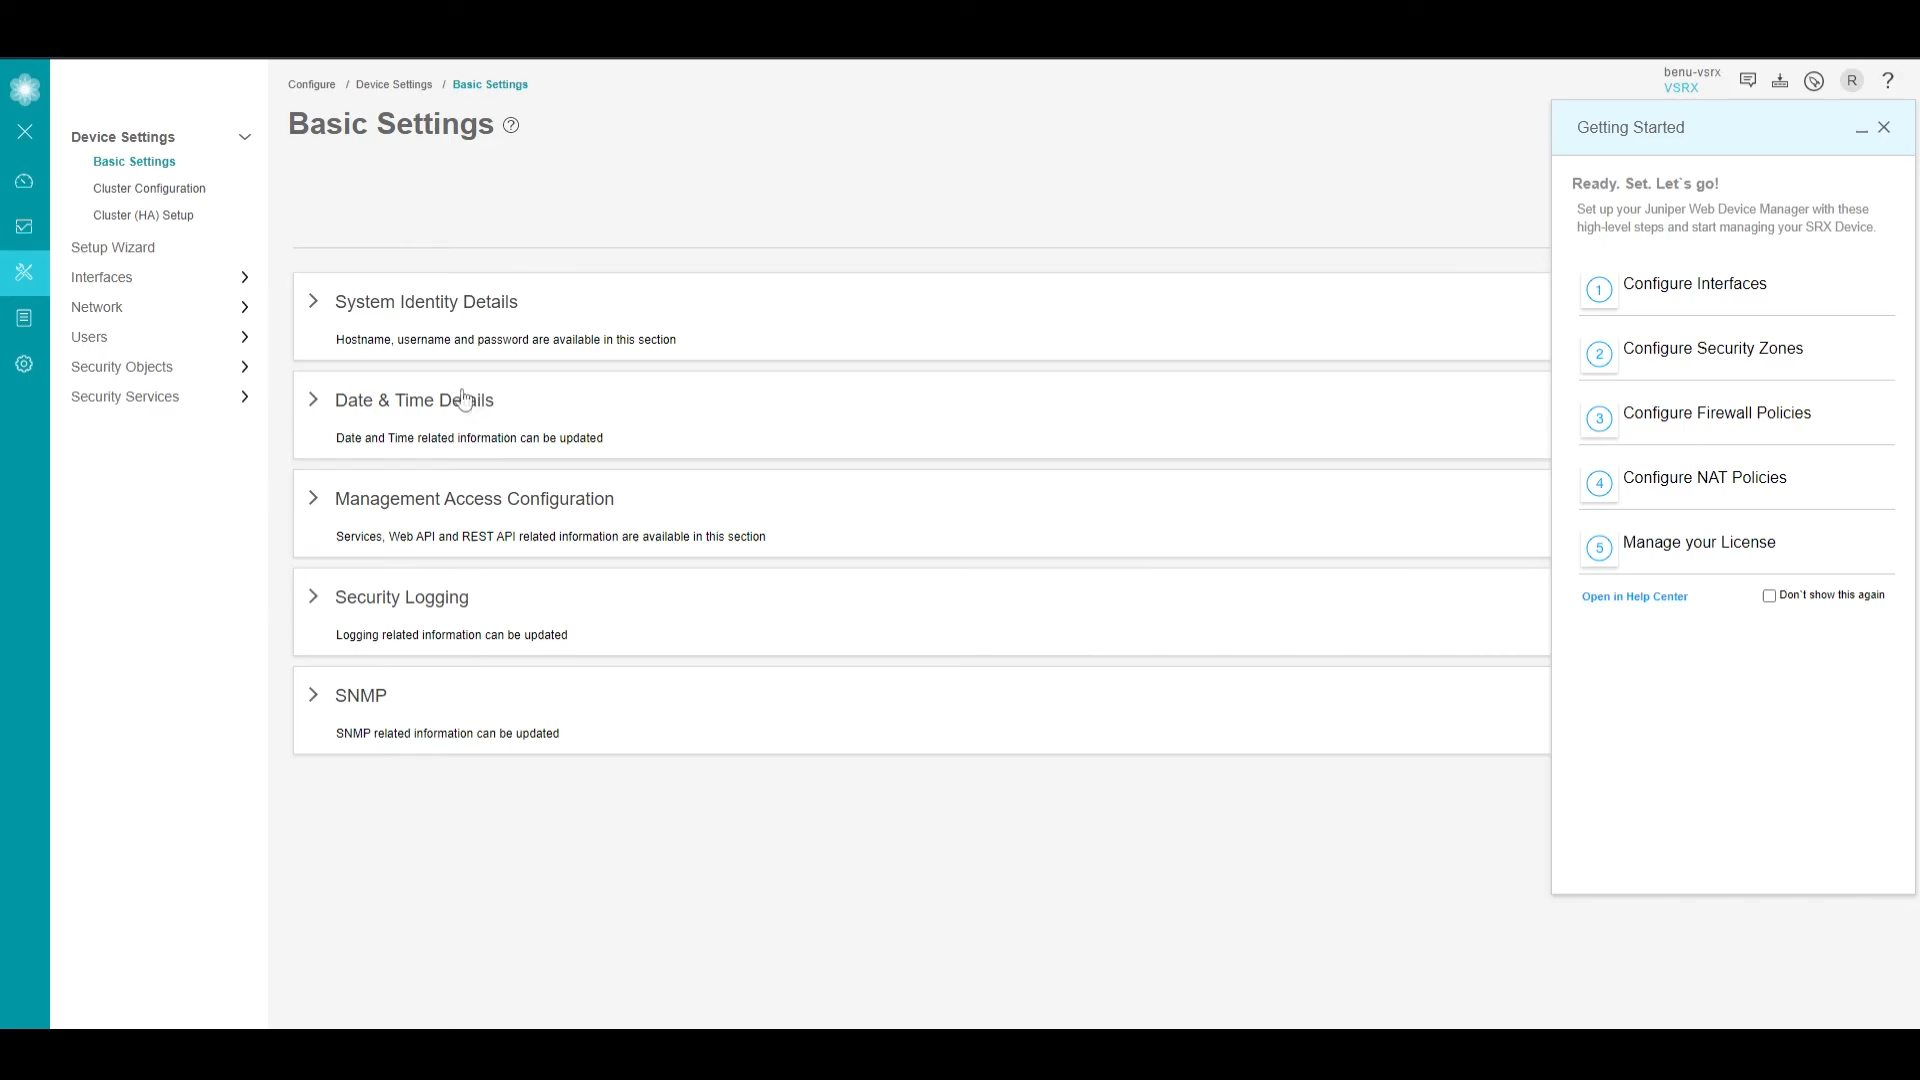 Configure / Device Settings / Basic Settings
Basic Settings ?
benu-vsrx
VSRX
R
?
Device Settings
Basic Settings
Cluster Configuration
Cluster (HA) Setup
Setup Wizard
Interfaces
Network
Users
Security Objects
Security Services
System Identity Details
Hostname, username and password are available in this section
Date & Time Details
Date and Time related information can be updated
Management Access Configuration
Services, Web API and REST API related information are available in this section
Security Logging
Logging related information can be updated
SNMP
SNMP related information can be updated
Getting Started
Ready. Set. Let`s go!
Set up your Juniper Web Device Manager with these
high-level steps and start managing your SRX Device.
1 Configure Interfaces
2 Configure Security Zones
3 Configure Firewall Policies
4 Configure NAT Policies
5 Manage your License
Open in Help Center
Don`t show this again